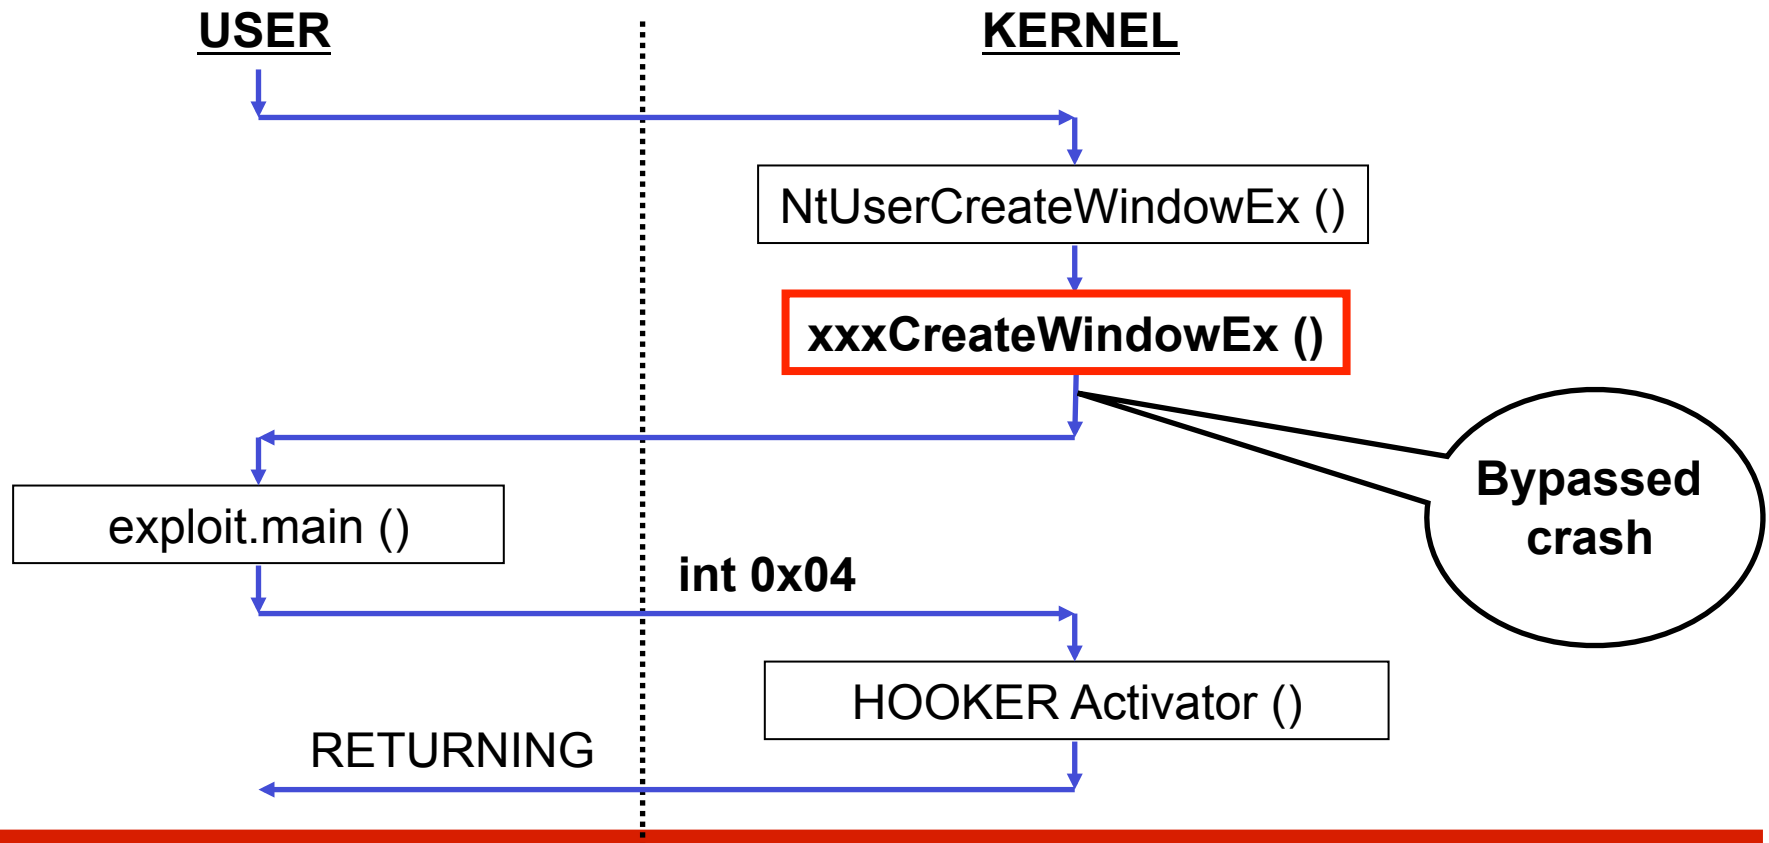 USER
KERNEL
NtUserCreateWindowEx ()
xxxCreateWindowEx ()
Bypassed
crash
exploit.main ()
int 0x04
HOOKER Activator ()
RETURNING